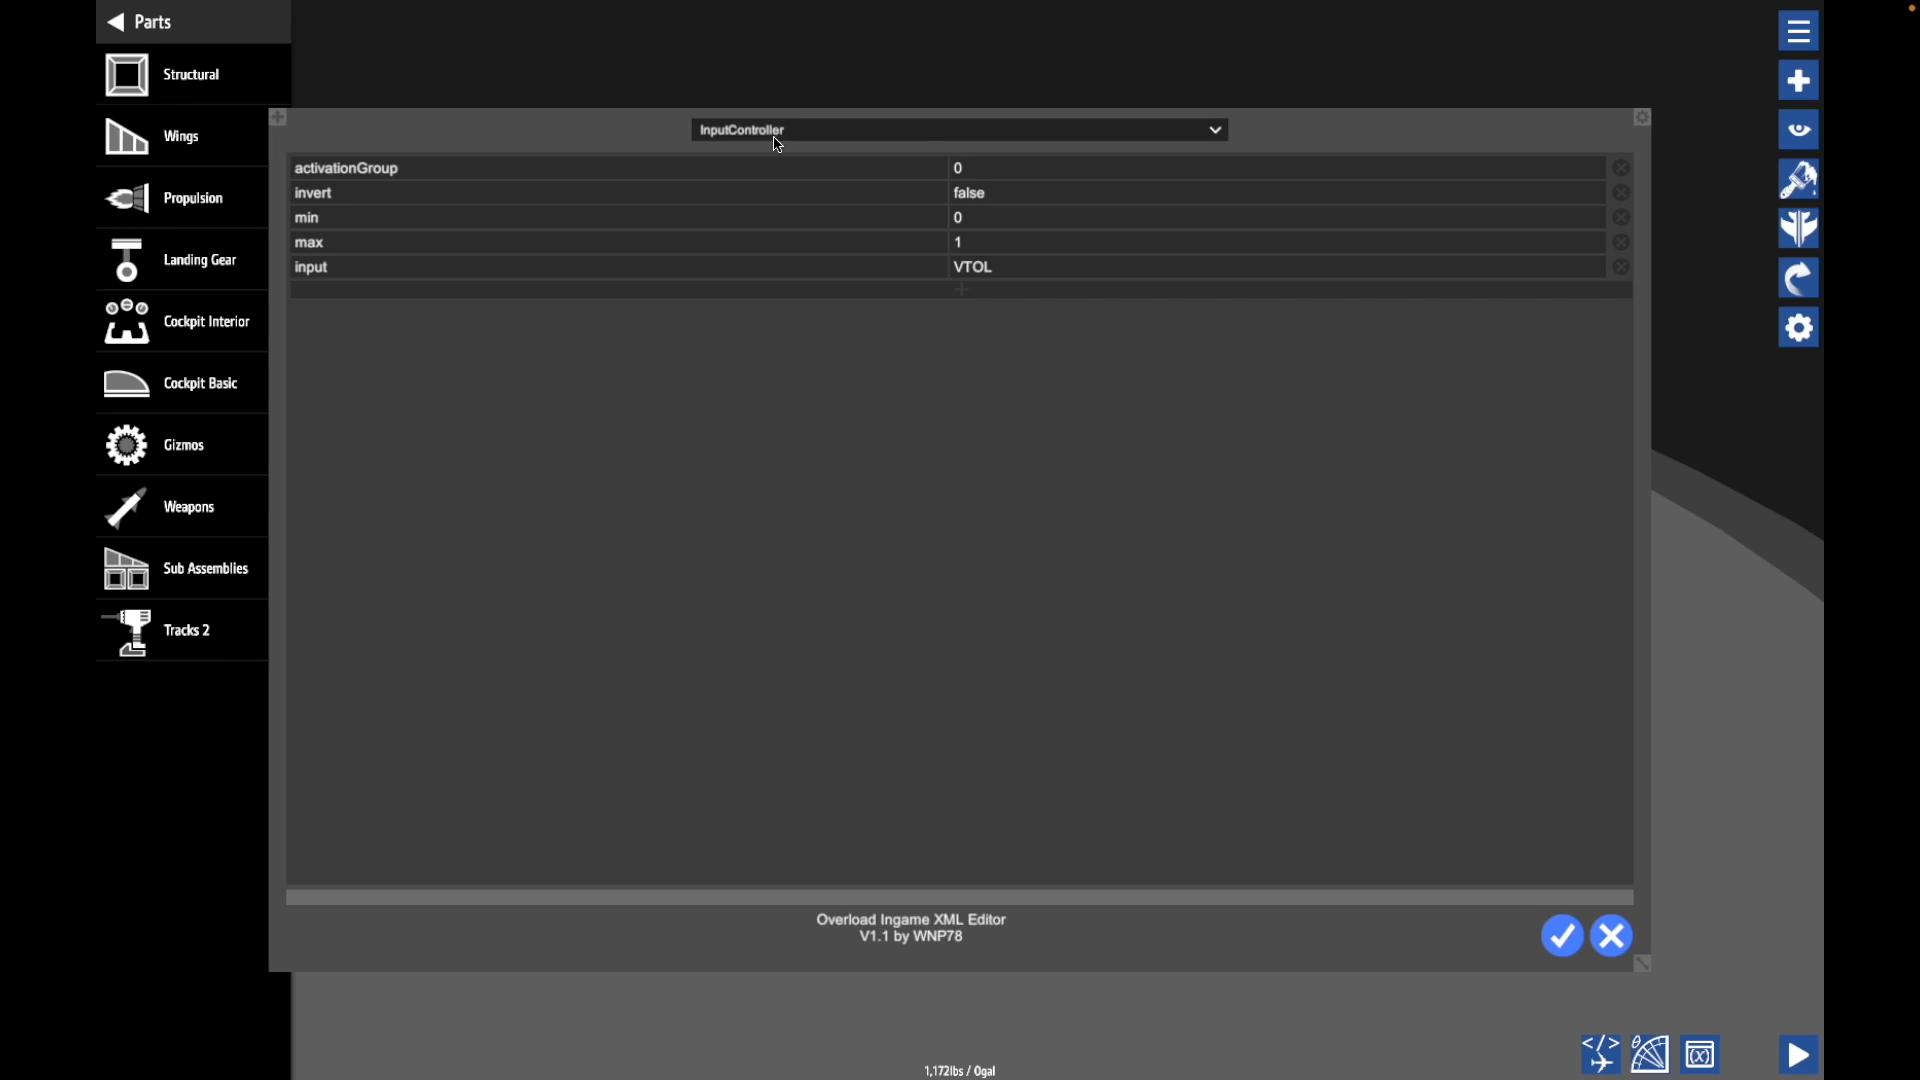 Parts
Structural
Wings
Propulsion
Landing Gear
Cockpit Interior
Cockpit Basic
Gizmos
Weapons
Sub Assemblies
Tracks 2
InputController
activationGroup 0
invert false
min 0
max 1
input VTOL
+
Overload Ingame XML Editor
V1.1 by WNP78
</>
(x)
1,172lbs / 0gal